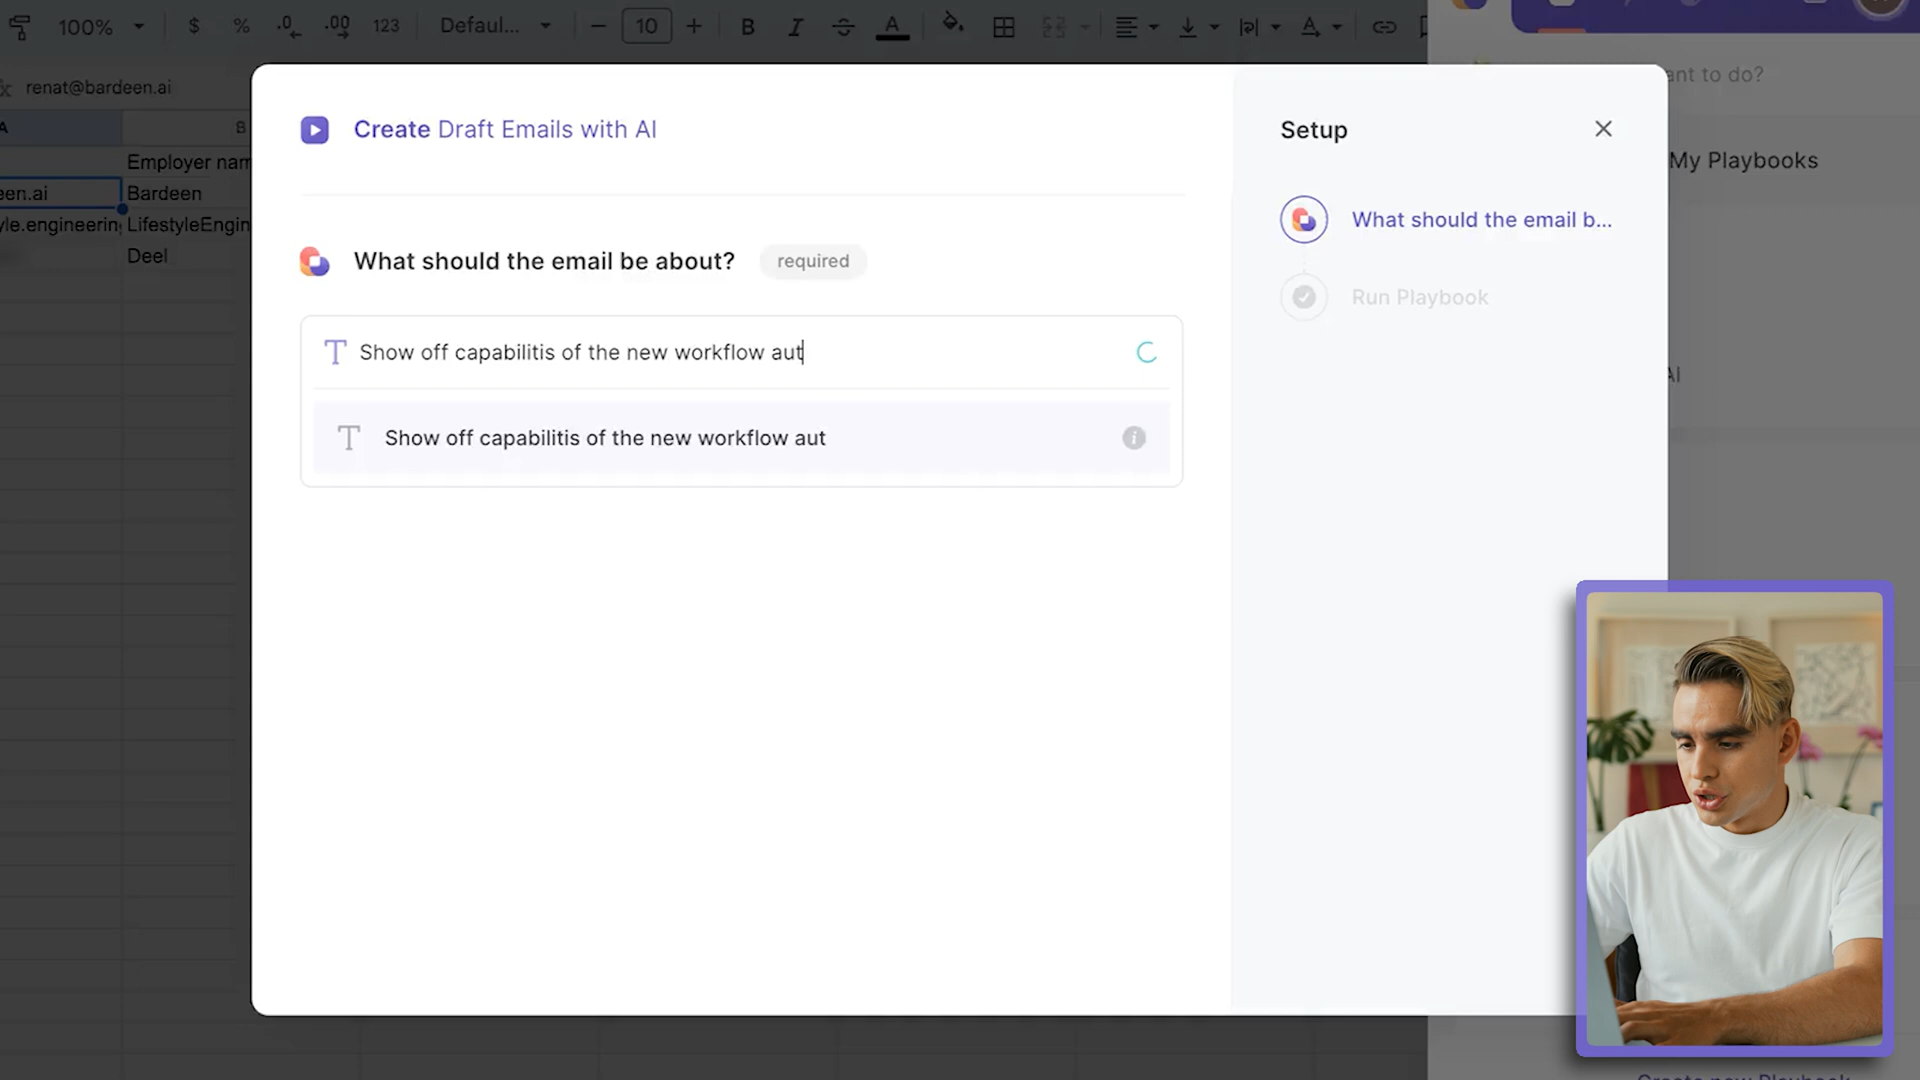 100%
$ % .0 .00 123 Defaul... 10 B I A
renat@bardeen.ai
ant to do?
A
B
Create Draft Emails with AI
Setup
Employer nam
My Playbooks
een.ai
Bardeen
yle.engineerin
LifestyleEngin
What should the email b...
Deel
What should the email be about?
required
Run Playbook
Show off capabilitis of the new workflow aut
AI
Show off capabilitis of the new workflow aut
Create new Playbook